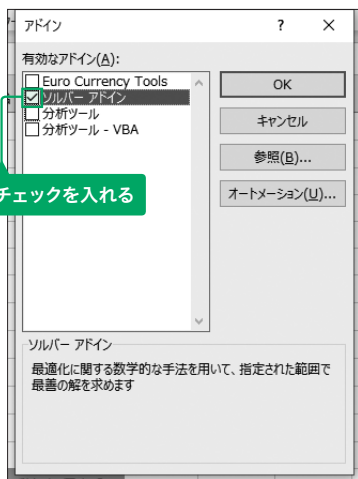 アドイン
? ×
有効なアドイン(A):
Euro Currency Tools
ソルバー アドイン
分析ツール
分析ツール - VBA
OK
キャンセル
参照(B)...
オートメーション(U)...
チェックを入れる
ソルバー アドイン
最適化に関する数学的な手法を用いて、指定された範囲で
最善の解を求めます